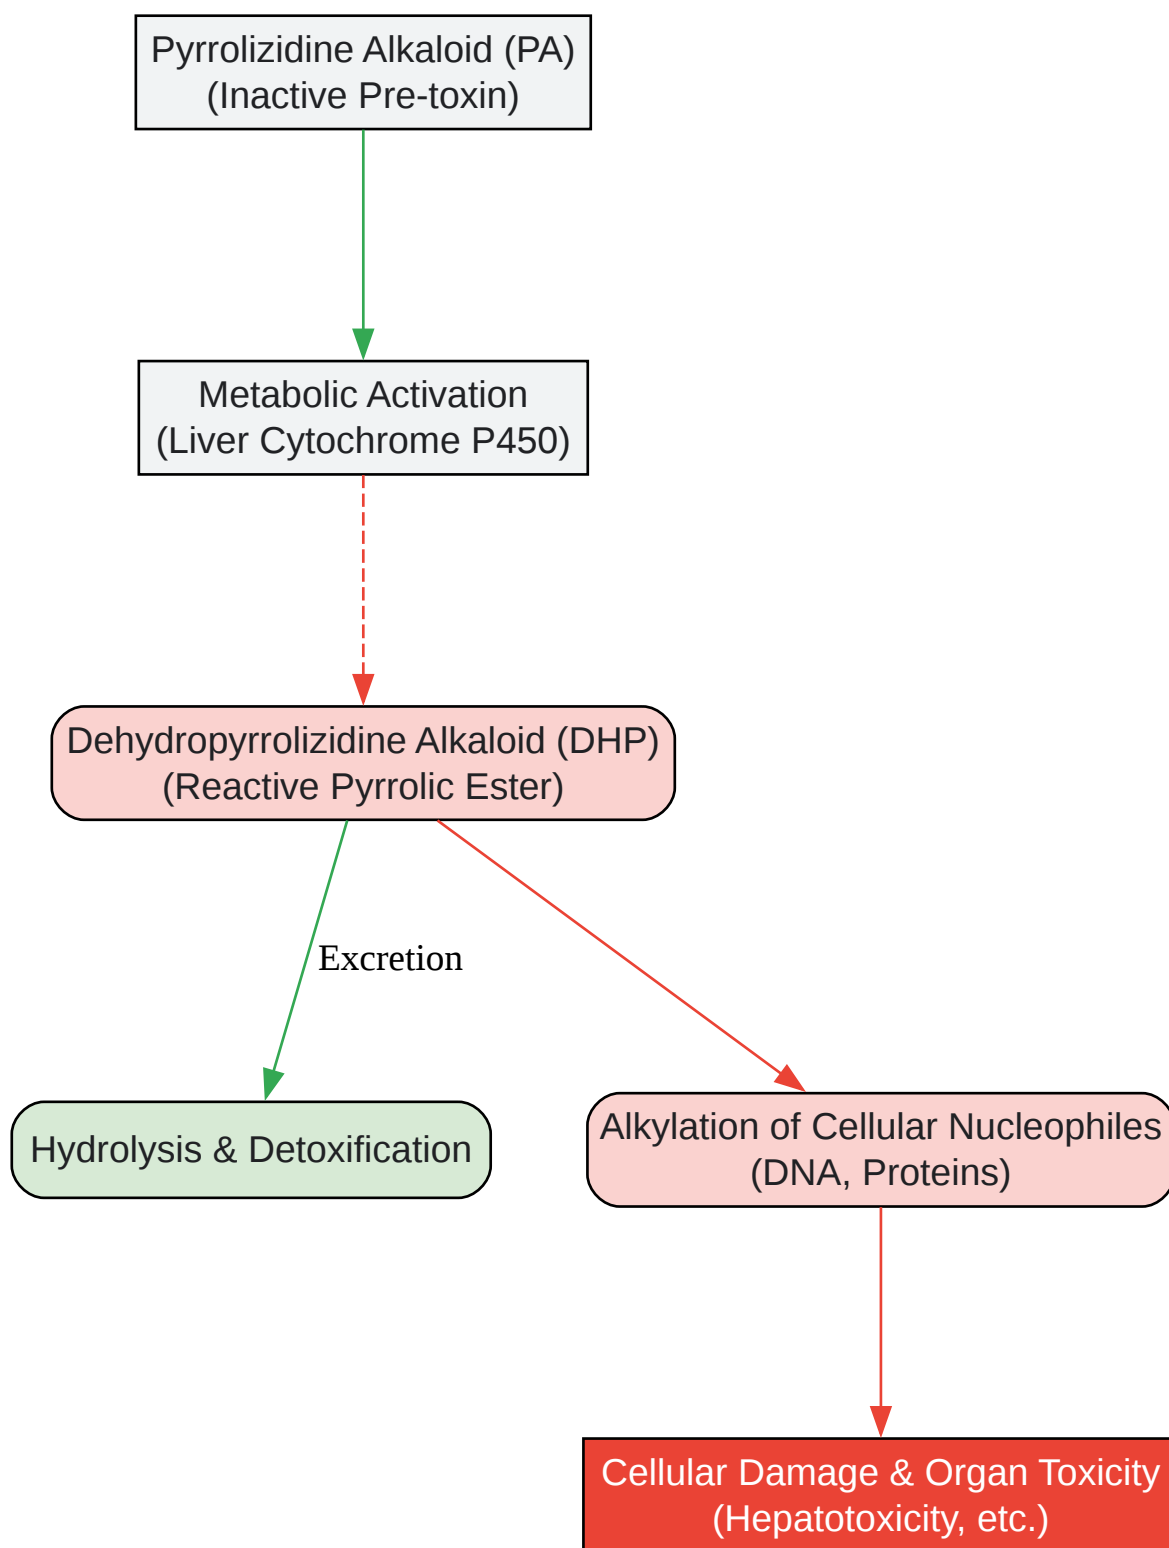 Pyrrolizidine Alkaloid (PA)
(Inactive Pre-toxin)
Metabolic Activation
(Liver Cytochrome P450)
Dehydropyrrolizidine Alkaloid (DHP)
(Reactive Pyrrolic Ester)
Excretion
Hydrolysis & Detoxification
Alkylation of Cellular Nucleophiles
(DNA, Proteins)
Cellular Damage & Organ Toxicity
(Hepatotoxicity, etc.)